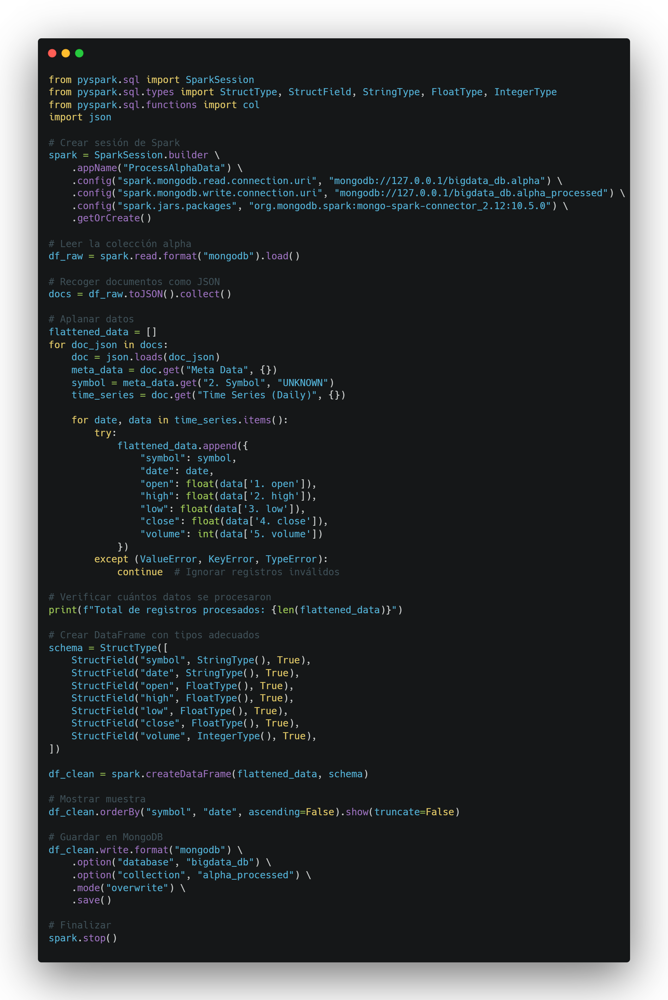 from pyspark.sql import SparkSession
from pyspark.sql.types import StructType, StructField, StringType, FloatType, IntegerType
from pyspark.sql.functions import col
import json

# Crear sesión de Spark
spark = SparkSession.builder \
    .appName("ProcessAlphaData") \
    .config("spark.mongodb.read.connection.uri", "mongodb://127.0.0.1/bigdata_db.alpha") \
    .config("spark.mongodb.write.connection.uri", "mongodb://127.0.0.1/bigdata_db.alpha_processed") \
    .config("spark.jars.packages", "org.mongodb.spark:mongo-spark-connector_2.12:10.5.0") \
    .getOrCreate()

# Leer la colección alpha
df_raw = spark.read.format("mongodb").load()

# Recoger documentos como JSON
docs = df_raw.toJSON().collect()

# Aplanar datos
flattened_data = []
for doc_json in docs:
    doc = json.loads(doc_json)
    meta_data = doc.get("Meta Data", {})
    symbol = meta_data.get("2. Symbol", "UNKNOWN")
    time_series = doc.get("Time Series (Daily)", {})

    for date, data in time_series.items():
        try:
            flattened_data.append({
                "symbol": symbol,
                "date": date,
                "open": float(data['1. open']),
                "high": float(data['2. high']),
                "low": float(data['3. low']),
                "close": float(data['4. close']),
                "volume": int(data['5. volume'])
            })
        except (ValueError, KeyError, TypeError):
            continue  # Ignorar registros inválidos

# Verificar cuántos datos se procesaron
print(f"Total de registros procesados: {len(flattened_data)}")

# Crear DataFrame con tipos adecuados
schema = StructType([
    StructField("symbol", StringType(), True),
    StructField("date", StringType(), True),
    StructField("open", FloatType(), True),
    StructField("high", FloatType(), True),
    StructField("low", FloatType(), True),
    StructField("close", FloatType(), True),
    StructField("volume", IntegerType(), True),
])

df_clean = spark.createDataFrame(flattened_data, schema)

# Mostrar muestra
df_clean.orderBy("symbol", "date", ascending=False).show(truncate=False)

# Guardar en MongoDB
df_clean.write.format("mongodb") \
    .option("database", "bigdata_db") \
    .option("collection", "alpha_processed") \
    .mode("overwrite") \
    .save()

# Finalizar
spark.stop()